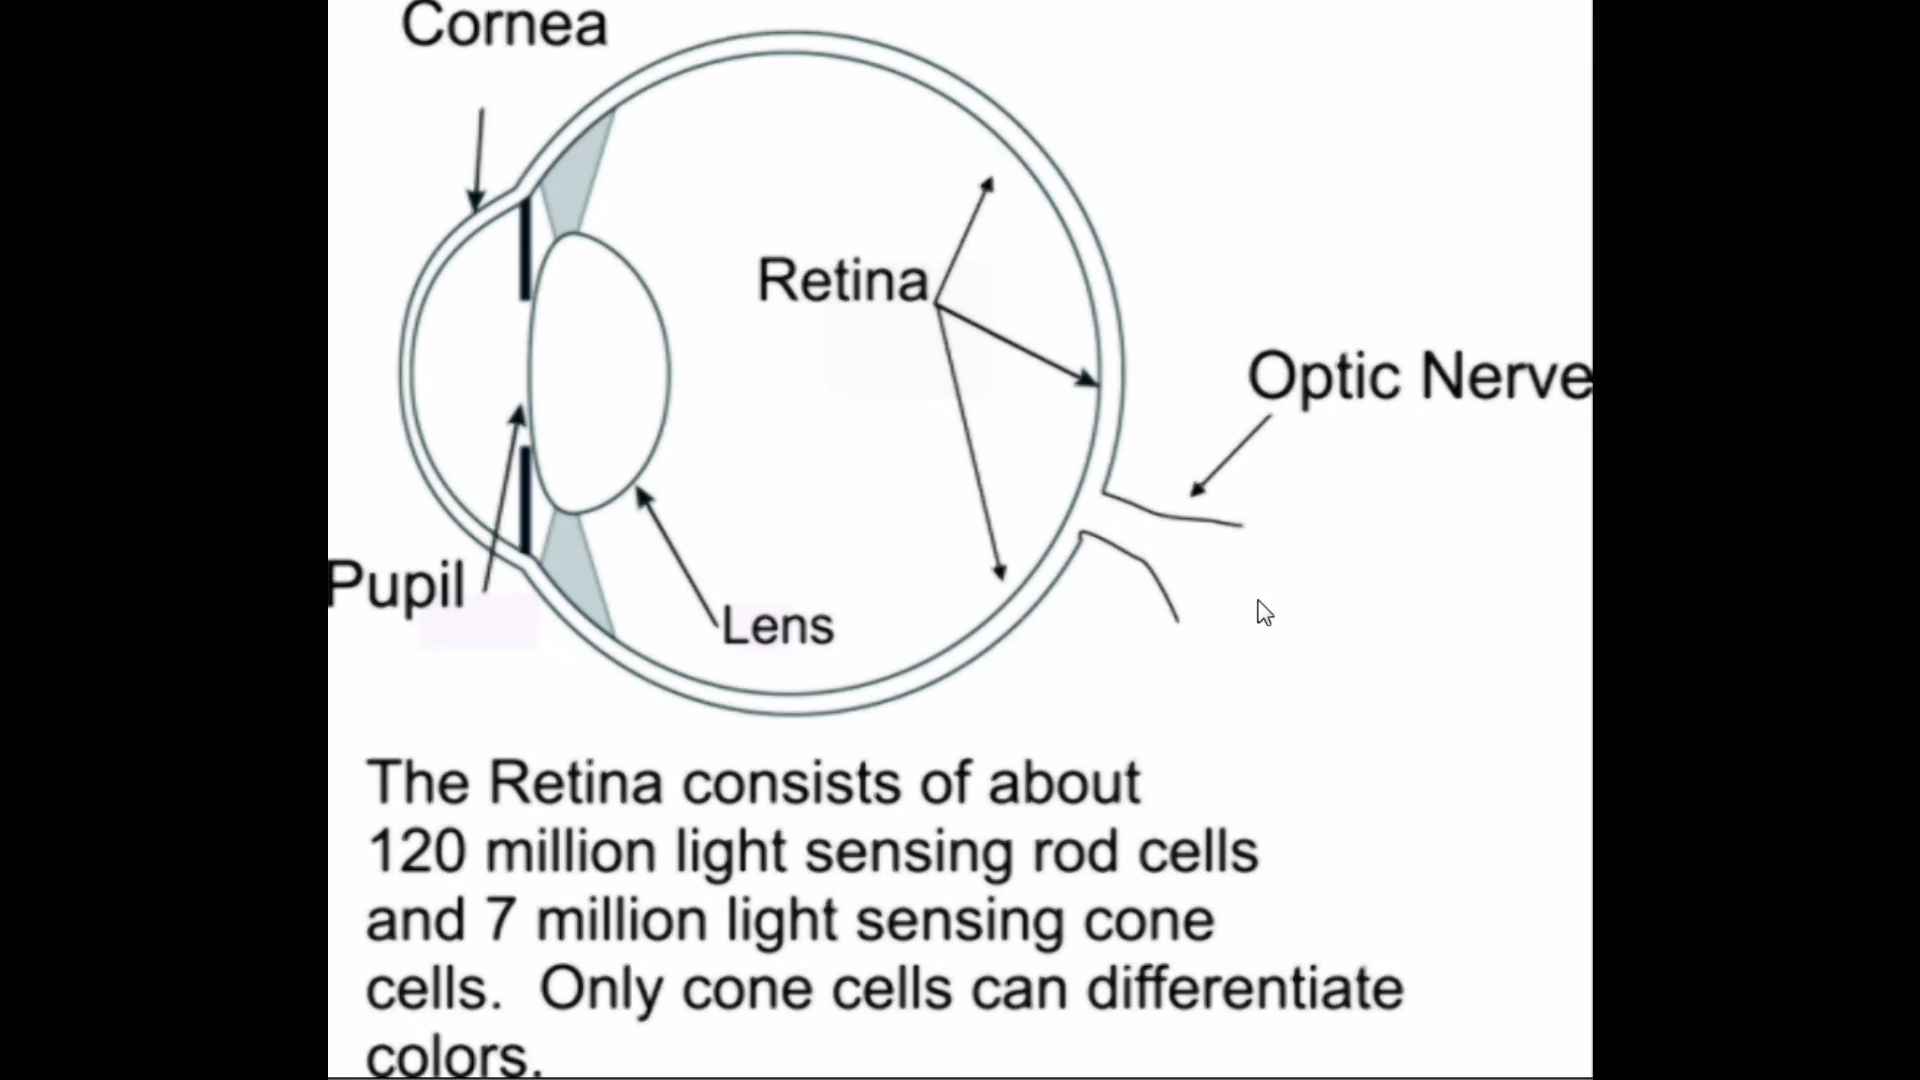 Cornea
Retina
Optic Nerve
Pupil
Lens
The Retina consists of about
120 million light sensing rod cells
and 7 million light sensing cone
cells. Only cone cells can differentiate
colors.